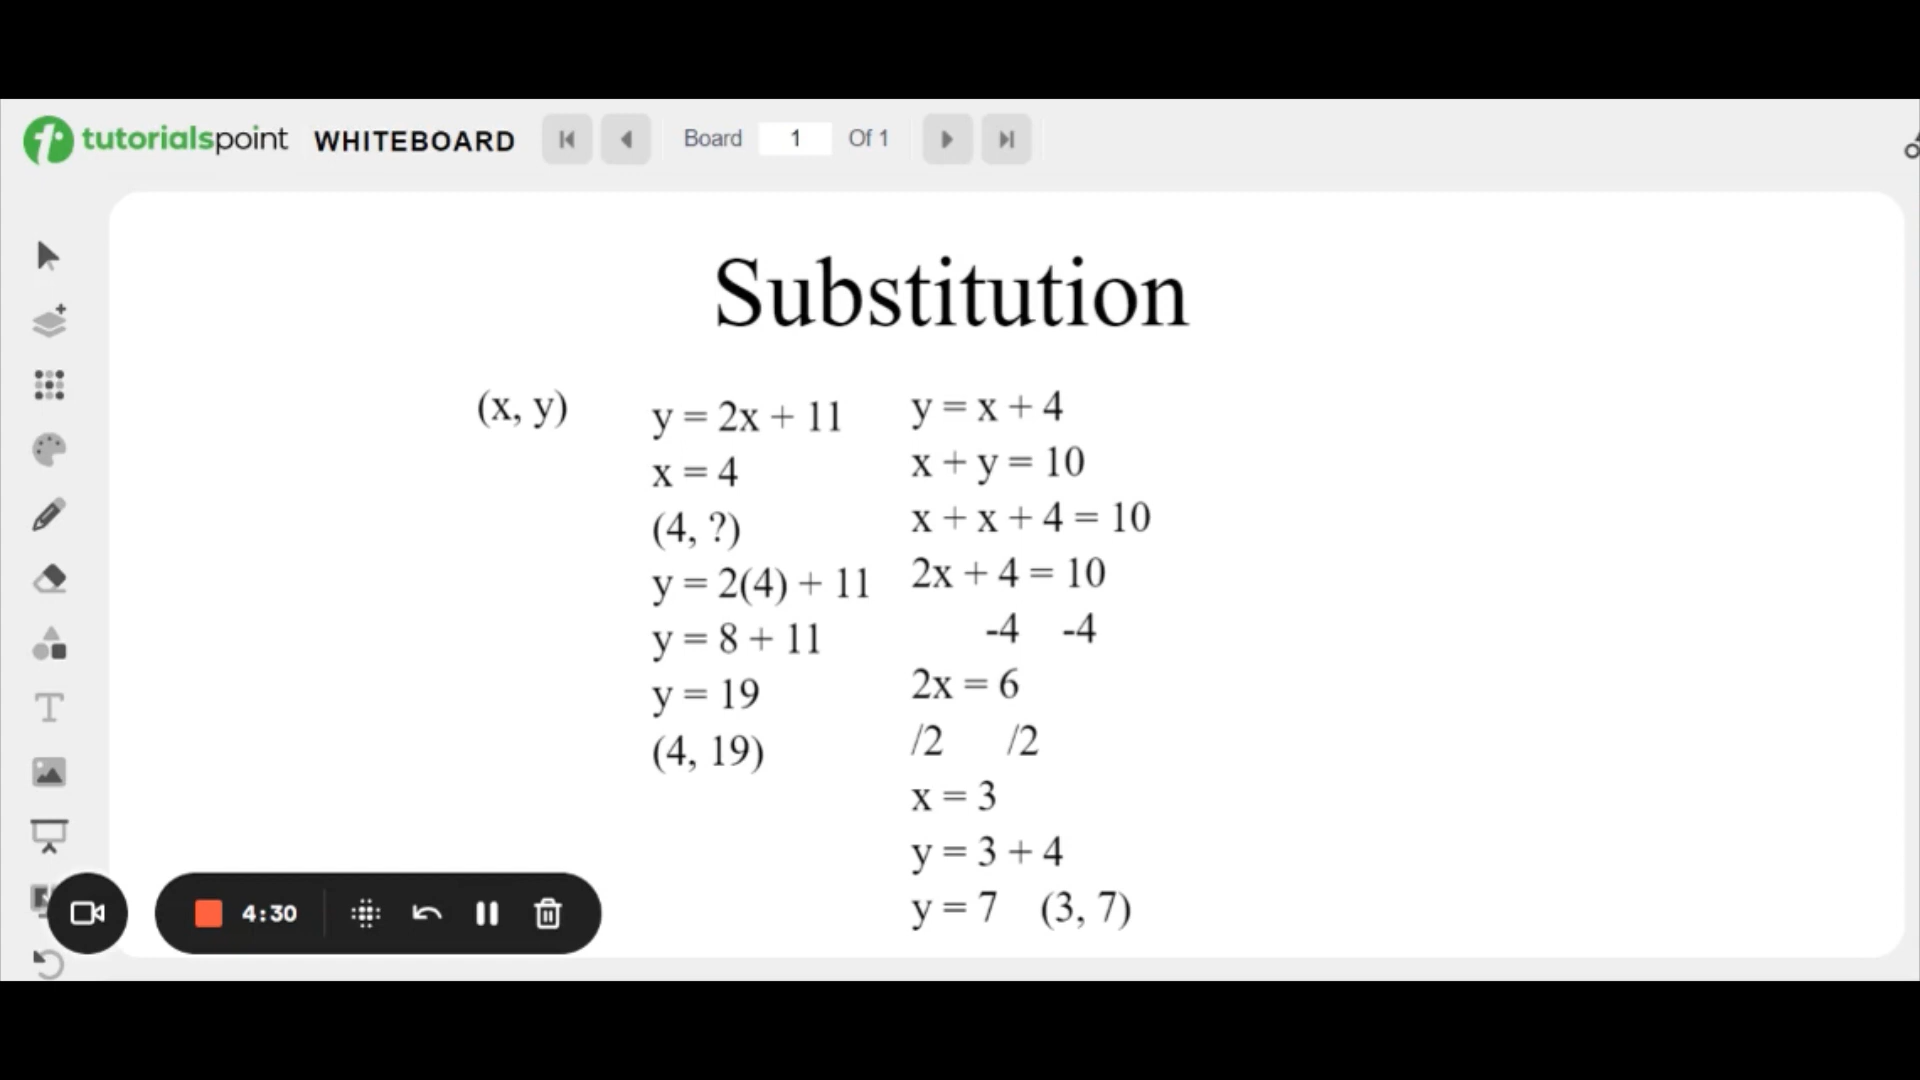 tutorialspoint WHITEBOARD Board 1 Of 1
Substitution
(x, y)
y = 2x + 11
x = 4
(4, ?)
y = 2(4) + 11
y = 8 + 11
y = 19
(4, 19)
y = x + 4
x + y = 10
x + x + 4 = 10
2x + 4 = 10
-4 -4
2x = 6
/2 /2
x = 3
y = 3 + 4
y = 7 (3, 7)
T
4:30